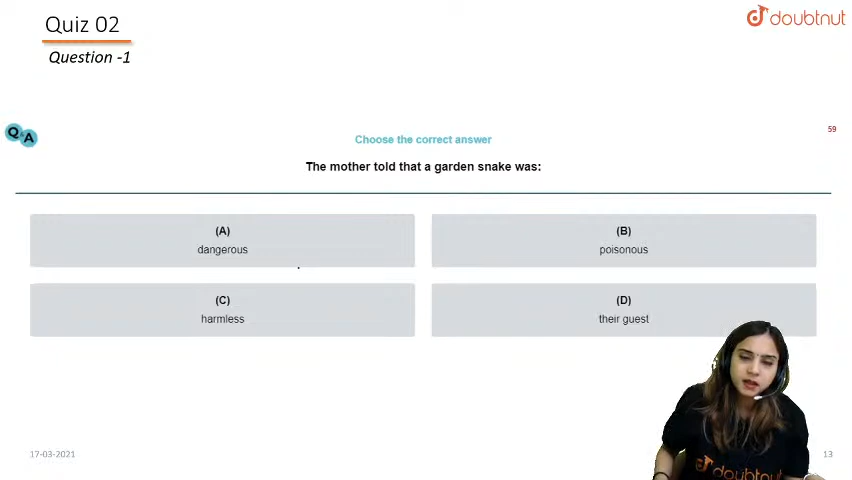 Quiz 02
doubtnut
Question -1
Q&A
59
Choose the correct answer
The mother told that a garden snake was:
(A)
dangerous
(B)
poisonous
(C)
harmless
(D)
their guest
doubtnut
17-03-2021
13